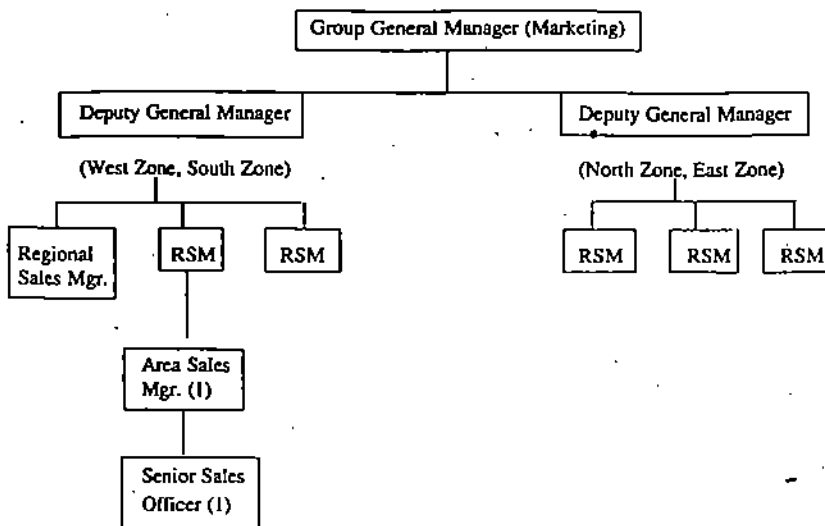 Group General Manager (Marketing)
Deputy General Manager
Deputy General Manager
(West Zone, South Zone)
(North Zone, East Zone)
Regional
Sales Mgr.
RSM
RSM
RSM
RSM
RSM
Area Sales
Mgr. (1)
Senior Sales
Officer (1)